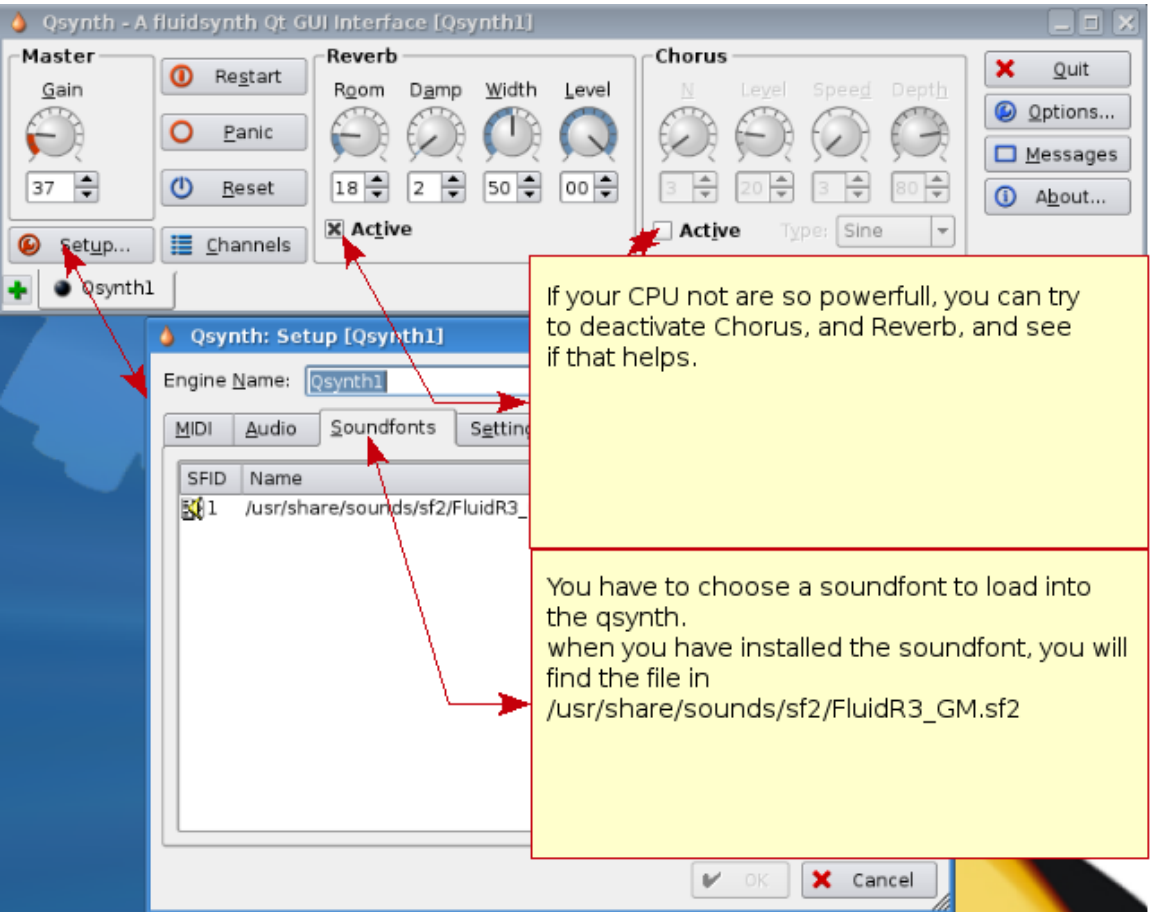 Qsynth - A fluidsynth Qt GUI Interface [Qsynth1]
Master
Gain
37
Setup...
Restart
Panic
Reset
Channels
Reverb
Room Damp Width Level
18 2 50 00
Active
Chorus
N Level Speed Depth
3 20 3 80
Active Type: Sine
Quit
Options...
Messages
About...
Qsynth1
If your CPU not are so powerfull, you can try
to deactivate Chorus, and Reverb, and see
if that helps.
Qsynth: Setup [Qsynth1]
Engine Name: Qsynth1
MIDI Audio Soundfonts Setting
SFID Name
1 /usr/share/sounds/sf2/FluidR3_
You have to choose a soundfont to load into
the qsynth.
when you have installed the soundfont, you will
find the file in
/usr/share/sounds/sf2/FluidR3_GM.sf2
OK Cancel